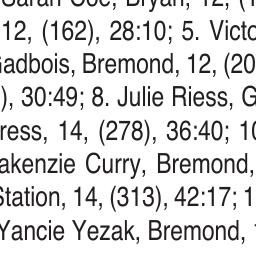 Sarah Coe, Bryan, 12, (1
12, (162), 28:10; 5. Victo
Gadbois, Bremond, 12, (20
), 30:49; 8. Julie Riess, G
ress, 14, (278), 36:40; 10
akenzie Curry, Bremond,
Station, 14, (313), 42:17; 1
Yancie Yezak, Bremond, 1